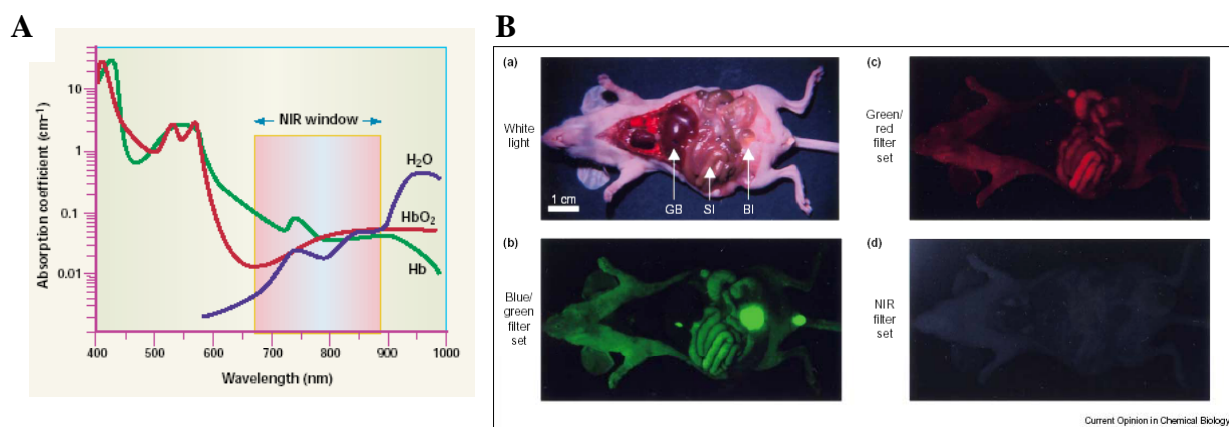 A
Absorption coefficient (cm⁻¹)
10
1
0.1
0.01
NIR window
H₂O
HbO₂
Hb
400
500
600
700
800
900
1000
Wavelength (nm)
B
(a)
White
light
1 cm
GB
SI
BI
(b)
Blue/
green
filter
set
(c)
Green/
red
filter
set
(d)
NIR
filter
set
Current Opinion in Chemical Biology